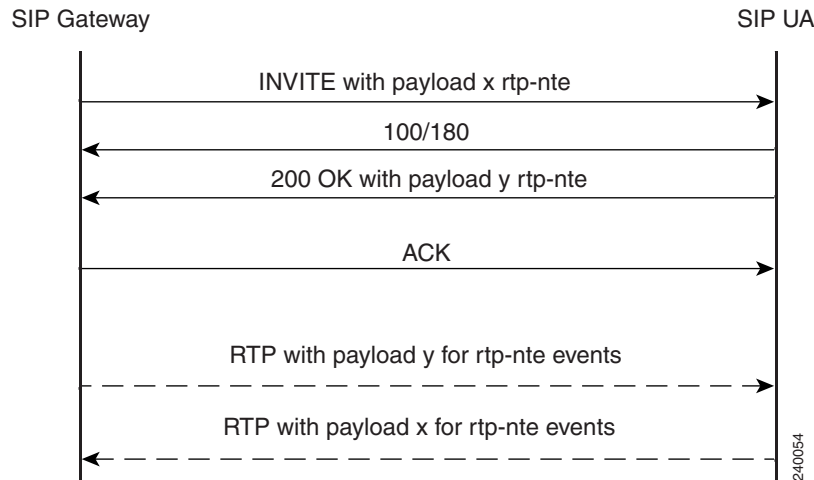 SIP Gateway
SIP UA
INVITE with payload x rtp-nte
100/180
200 OK with payload y rtp-nte
ACK
RTP with payload y for rtp-nte events
RTP with payload x for rtp-nte events
240054